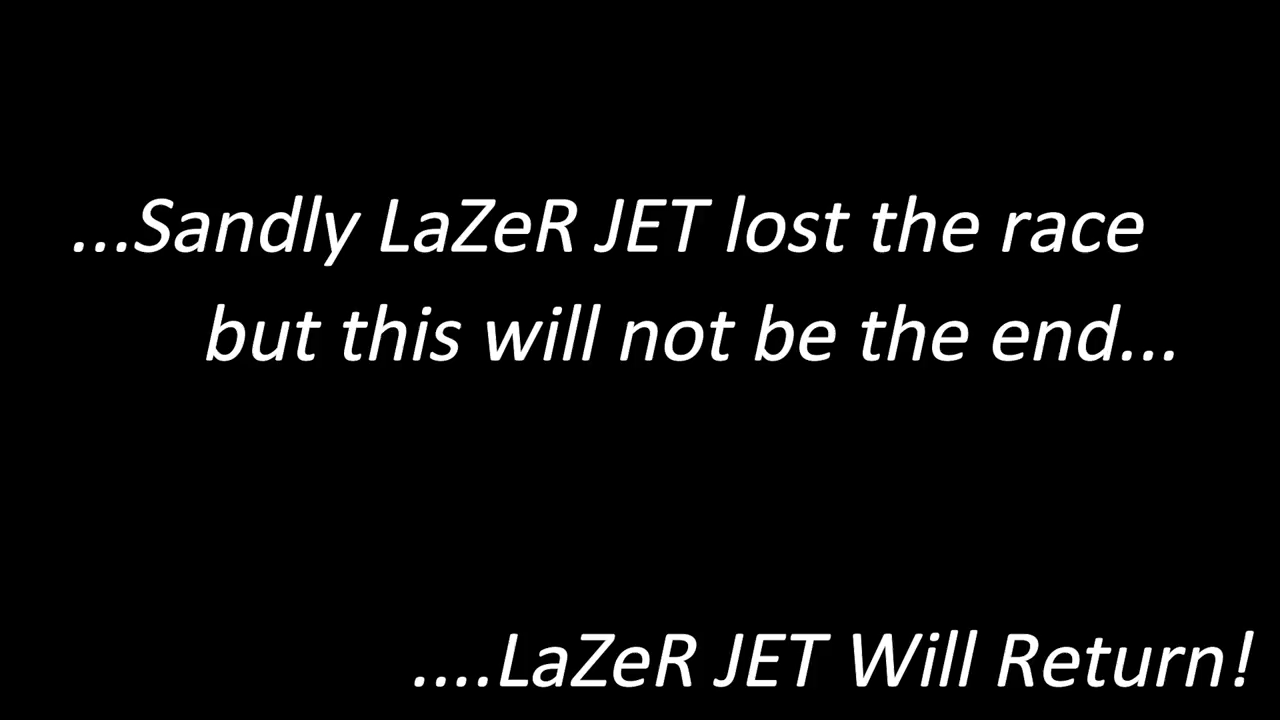 ...Sandly LaZeR JET lost the race
but this will not be the end...
....LaZeR JET Will Return!